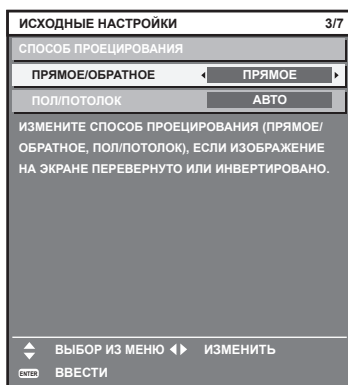 ИСХОДНЫЕ НАСТРОЙКИ 3/7
СПОСОБ ПРОЕЦИРОВАНИЯ
ПРЯМОЕ/ОБРАТНОЕ ПРЯМОЕ
ПОЛ/ПОТОЛОК АВТО
ИЗМЕНИТЕ СПОСОБ ПРОЕЦИРОВАНИЯ (ПРЯМОЕ/
ОБРАТНОЕ, ПОЛ/ПОТОЛОК), ЕСЛИ ИЗОБРАЖЕНИЕ
НА ЭКРАНЕ ПЕРЕВЕРНУТО ИЛИ ИНВЕРТИРОВАНО.
ВЫБОР ИЗ МЕНЮ ИЗМЕНИТЬ
ENTER ВВЕСТИ